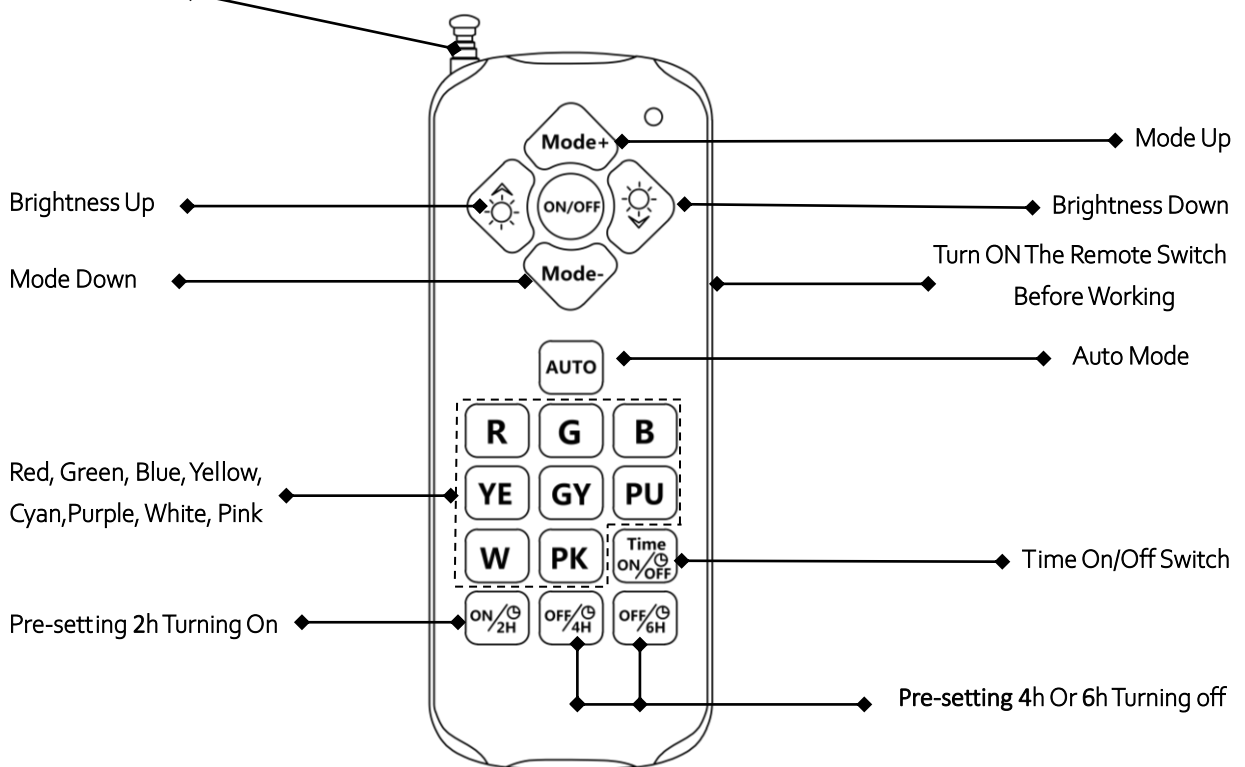 Mode+
Mode Up
Brightness Up
ON/OFF
Brightness Down
Turn ON The Remote Switch
Before Working
Mode Down
Mode-
Auto Mode
AUTO
R G B
Red, Green, Blue, Yellow,
Cyan,Purple, White, Pink
YE GY PU
W PK
Time
ON/OFF
Time On/Off Switch
Pre-setting 2h Turning On
ON/2H OFF/4H OFF/6H
Pre-setting 4h Or 6h Turning off